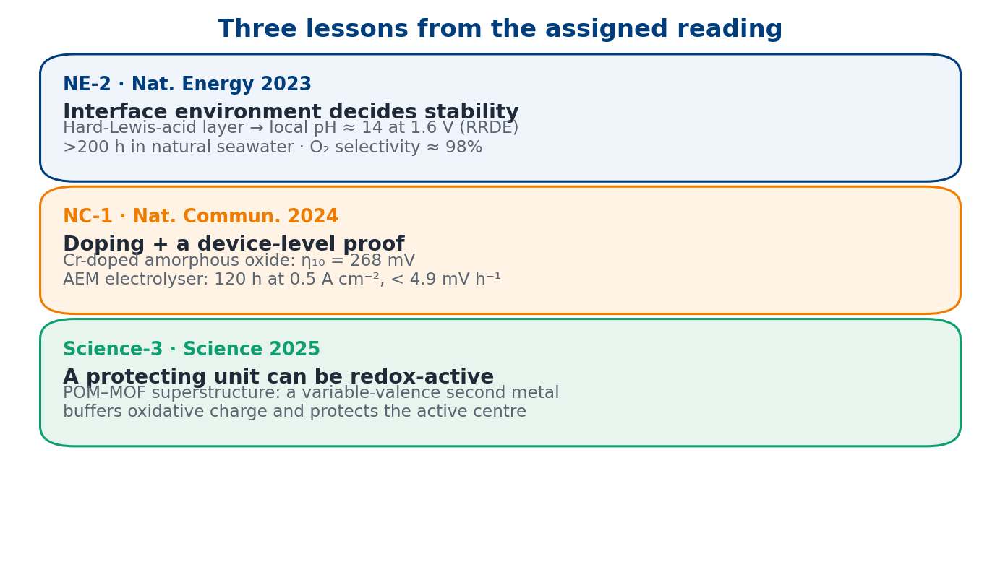 Three lessons from the assigned reading
NE-2 · Nat. Energy 2023
Interface environment decides stability
Hard-Lewis-acid layer → local pH ≈ 14 at 1.6 V (RRDE)
>200 h in natural seawater · O₂ selectivity ≈ 98%
NC-1 · Nat. Commun. 2024
Doping + a device-level proof
Cr-doped amorphous oxide: η₁₀ = 268 mV
AEM electrolyser: 120 h at 0.5 A cm⁻², < 4.9 mV h⁻¹
Science-3 · Science 2025
A protecting unit can be redox-active
POM–MOF superstructure: a variable-valence second metal
buffers oxidative charge and protects the active centre